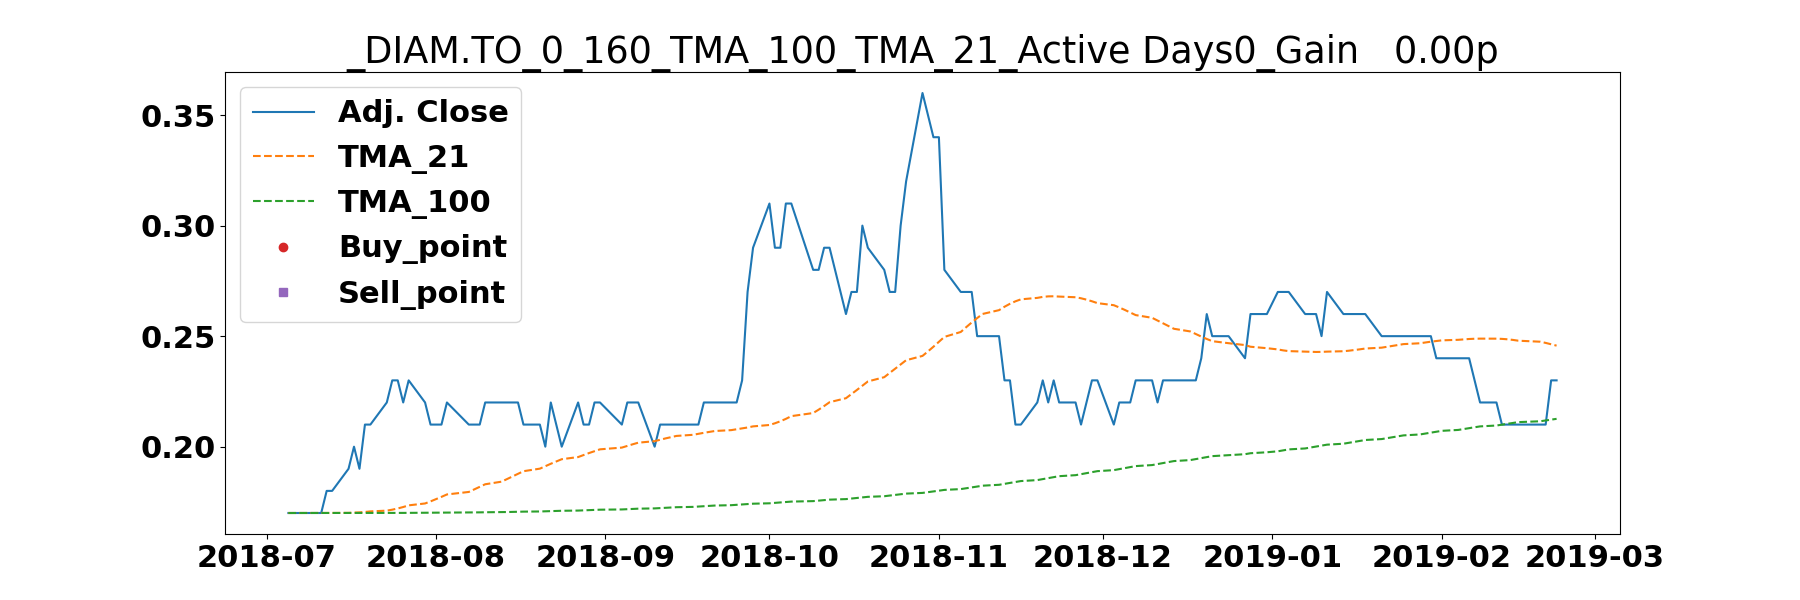 _DIAM.TO_0_160_TMA_100_TMA_21_Active Days0_Gain   0.00p
Adj. Close
TMA_21
TMA_100
Buy_point
Sell_point
0.35
0.30
0.25
0.20
2018-07 2018-08 2018-09 2018-10 2018-11 2018-12 2019-01 2019-02 2019-03